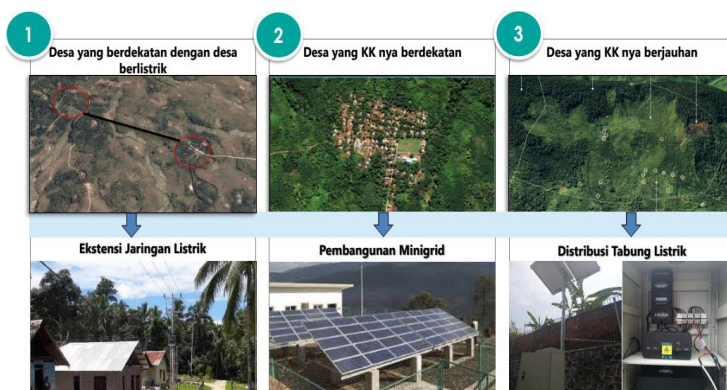 1
Desa yang berdekatan dengan desa
berlistrik
2
Desa yang KK nya berdekatan
3
Desa yang KK nya berjauhan
Ekstensi Jaringan Listrik
Pembangunan Minigrid
Distribusi Tabung Listrik
PLN